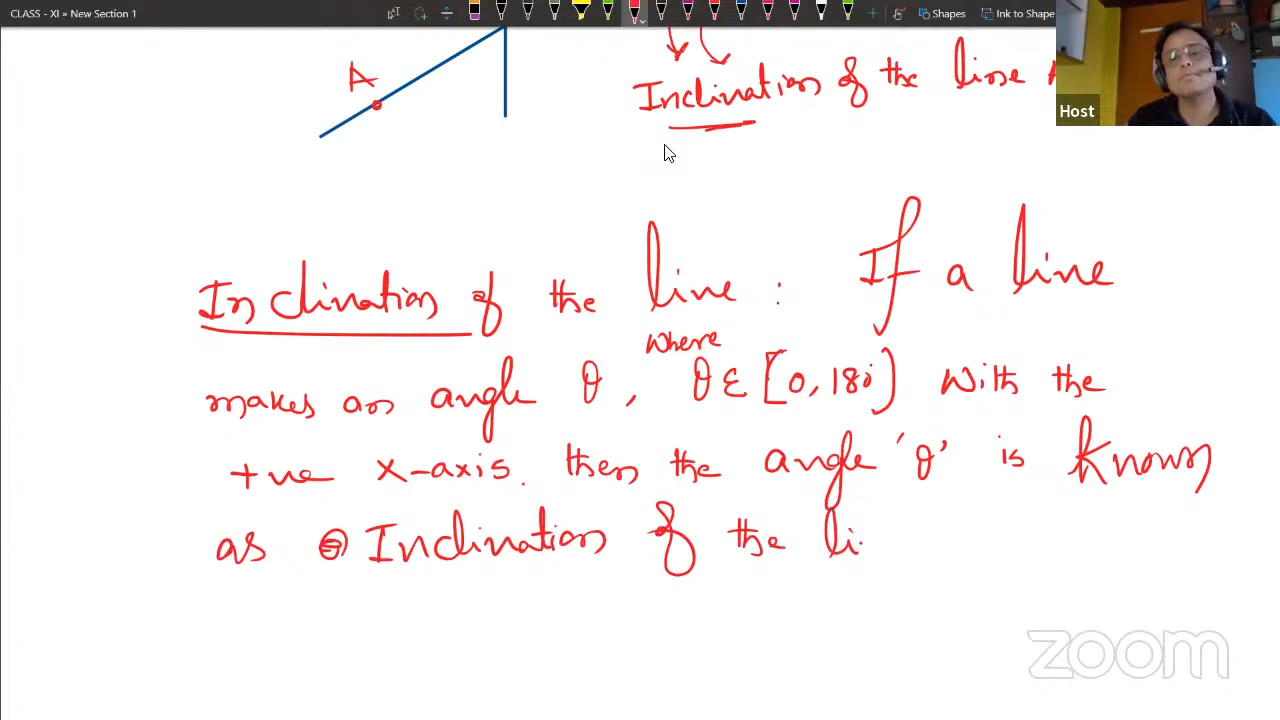 CLASS - XI » New Section 1
Shapes
Ink to Shape
A
Inclination of the line
Host
Inclination of the line : If a line
where
makes an angle θ, θ ε [0, 180) with the
+ve x-axis. then the angle 'θ' is known
as Inclination of the li
zoom